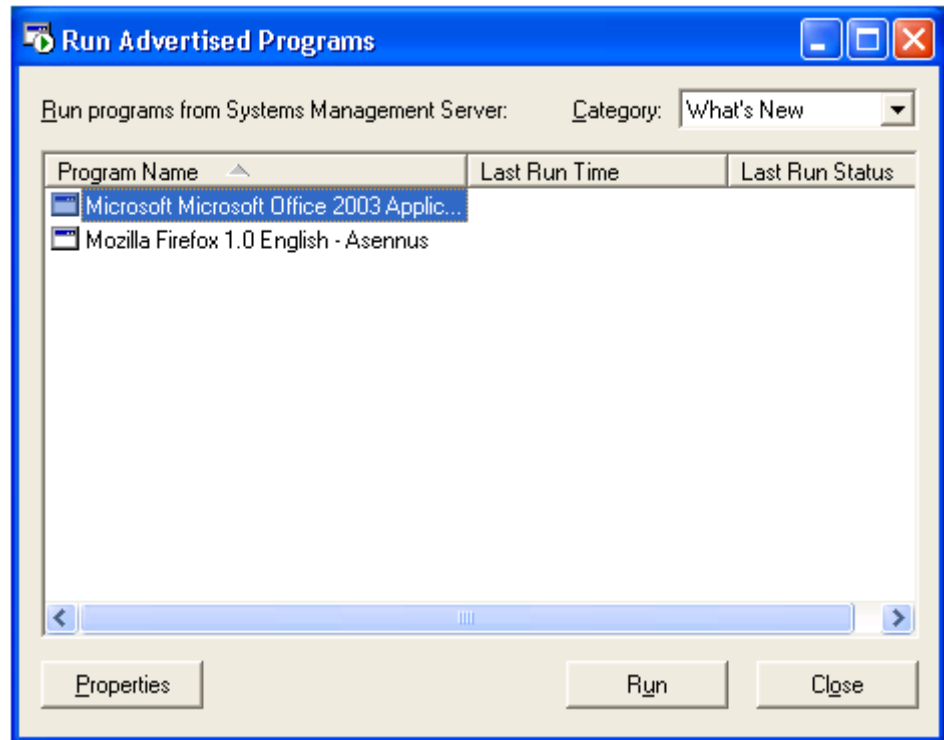 Run Advertised Programs
Run programs from Systems Management Server: Category: What's New
Program Name Last Run Time Last Run Status
Microsoft Microsoft Office 2003 Applic...
Mozilla Firefox 1.0 English - Asennus
Properties Run Close